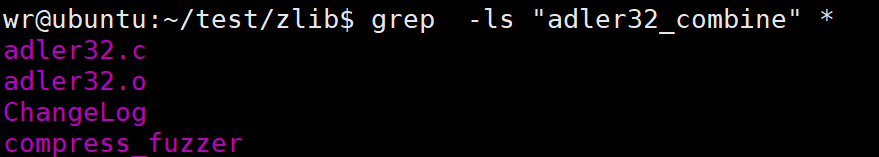 wr@ubuntu:~/test/zlib$ grep  -ls "adler32_combine" *
adler32.c
adler32.o
ChangeLog
compress_fuzzer